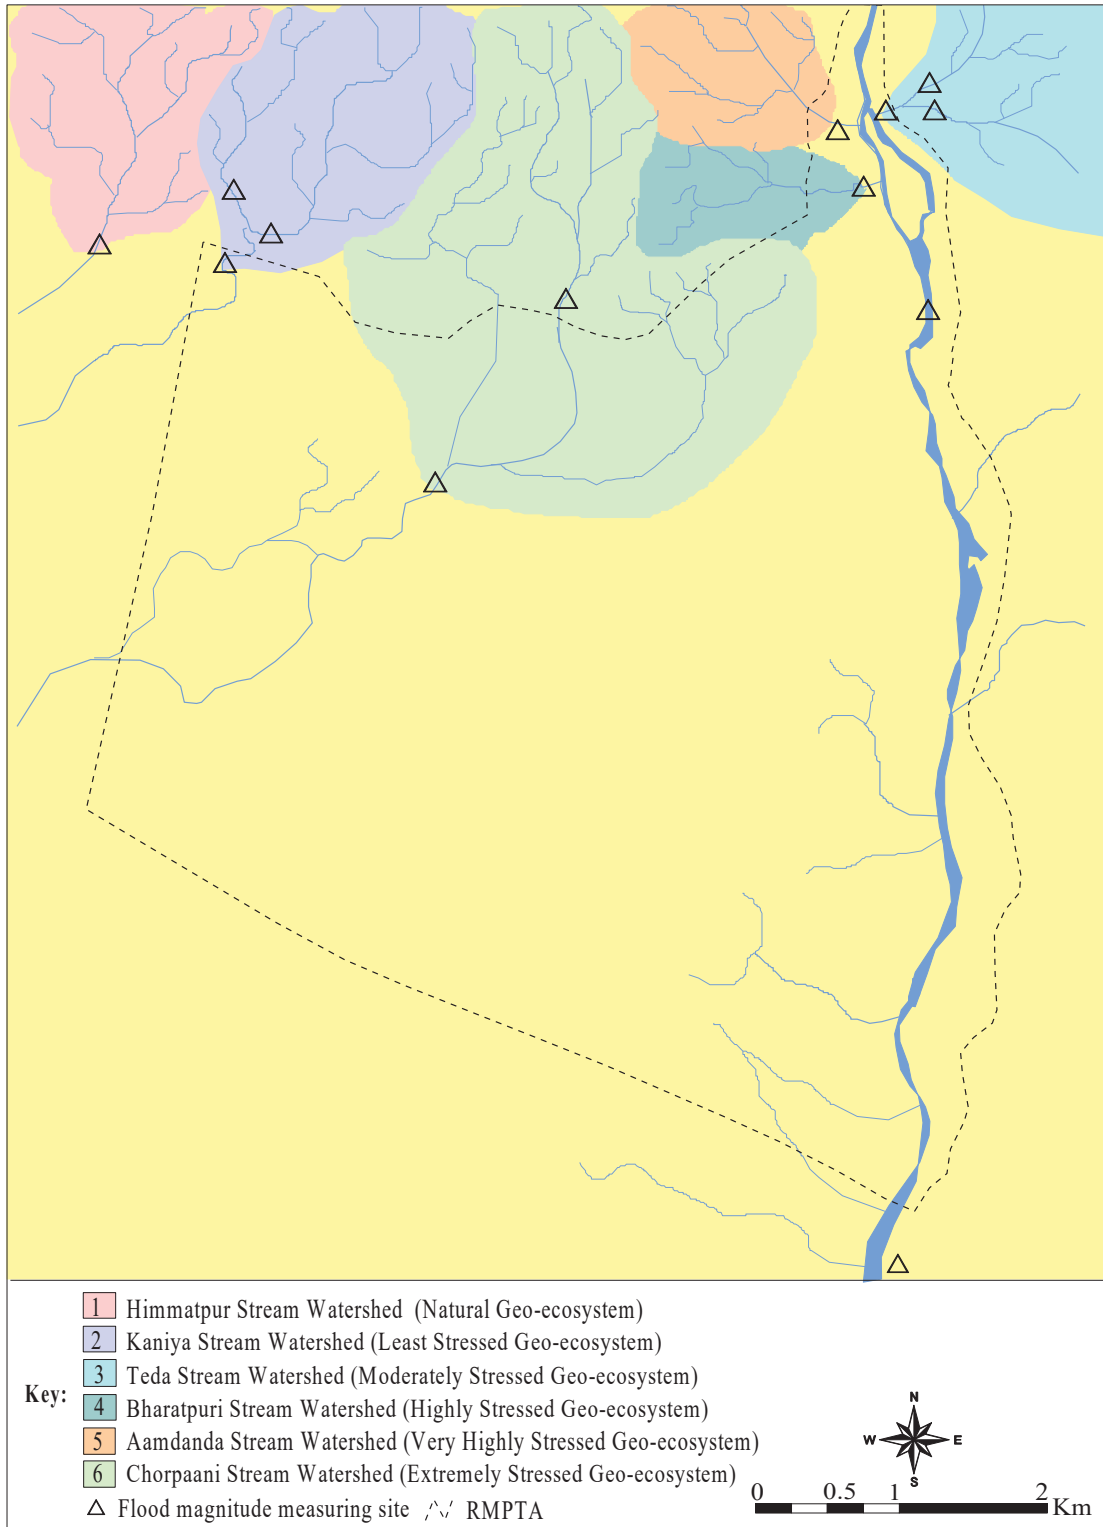 Key:
1 Himmatpur Stream Watershed (Natural Geo-ecosystem)
2 Kaniya Stream Watershed (Least Stressed Geo-ecosystem)
3 Teda Stream Watershed (Moderately Stressed Geo-ecosystem)
4 Bharatpuri Stream Watershed (Highly Stressed Geo-ecosystem)
5 Aamdanda Stream Watershed (Very Highly Stressed Geo-ecosystem)
6 Chorpaani Stream Watershed (Extremely Stressed Geo-ecosystem)
Flood magnitude measuring site RMPTA
N
W E
S
0 0.5 1 2 Km